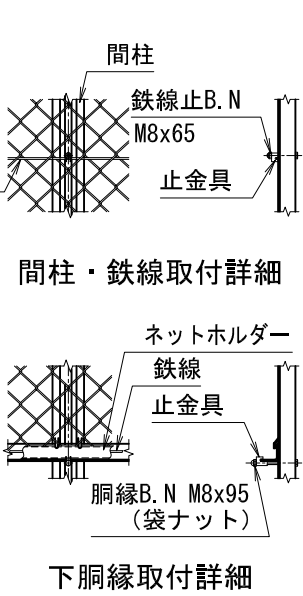 間柱
鉄線止B.N
M8x65
止金具
間柱・鉄線取付詳細
ネットホルダー
鉄線
止金具
胴縁B.N M8x95
(袋ナット)
下胴縁取付詳細